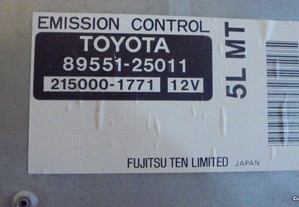 EMISSION CONTROL
TOYOTA
89551-25011
215000-1771 12V
5L MT
FUJITSU TEN LIMITED JAPAN